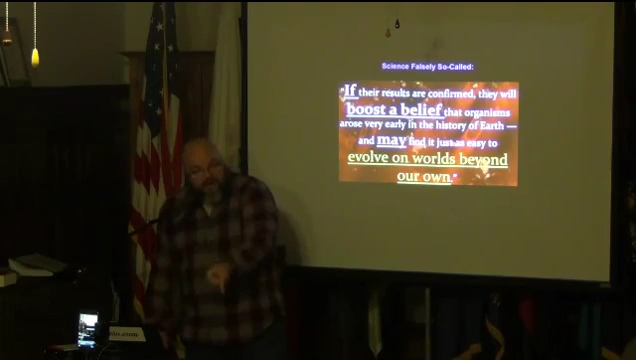 Science Falsely So-Called:
"If their results are confirmed, they will
boost a belief that organisms
arose very early in the history of Earth —
and may find it just as easy to
evolve on worlds beyond
our own."